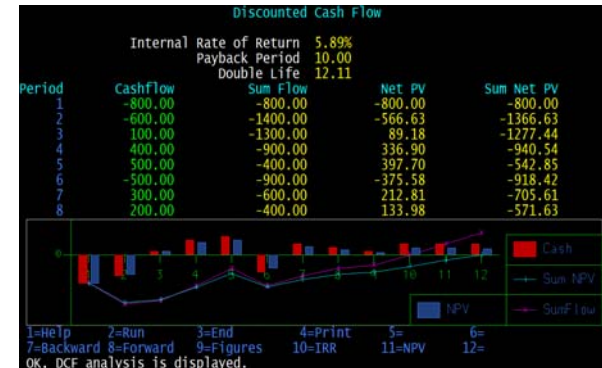 Discounted Cash Flow
Internal Rate of Return 5.89%
Payback Period 10.00
Double Life 12.11
Period Cashflow Sum Flow Net PV Sum Net PV
1 -800.00 -800.00 -800.00 -800.00
2 -600.00 -1400.00 -566.63 -1366.63
3 100.00 -1300.00 89.18 -1277.44
4 400.00 -900.00 336.90 -940.54
5 500.00 -400.00 397.70 -542.85
6 -500.00 -900.00 -375.58 -918.42
7 300.00 -600.00 212.81 -705.61
8 200.00 -400.00 133.98 -571.63
0
1 2 3 4 5 6 7 8 9 10 11 12
Cash
Sum NPV
NPV
SumFlow
1=Help 2=Run 3=End 4=Print 5= 6=
7=Backward 8=Forward 9=Figures 10=IRR 11=NPV 12=
OK. DCF analysis is displayed.